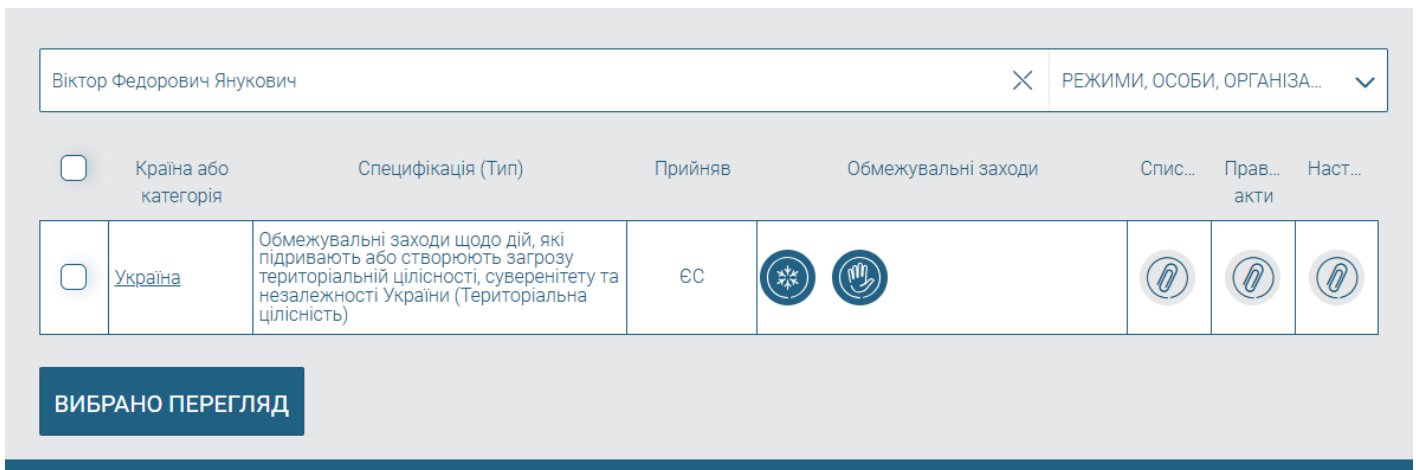 Віктор Федорович Янукович
РЕЖИМИ, ОСОБИ, ОРГАНІЗА...
Країна або
категорія
Специфікація (Тип)
Прийняв
Обмежувальні заходи
Спис...
Прав...
акти
Наст...
Україна
Обмежувальні заходи щодо дій, які
підривають або створюють загрозу
територіальній цілісності, суверенітету та
незалежності України (Територіальна
цілісність)
ЄС
ВИБРАНО ПЕРЕГЛЯД